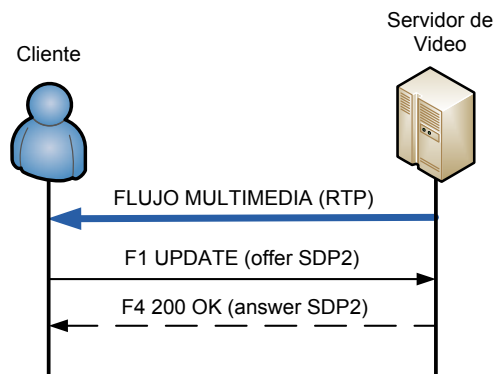 Servidor de
Video
Cliente
FLUJO MULTIMEDIA (RTP)
F1 UPDATE (offer SDP2)
F4 200 OK (answer SDP2)